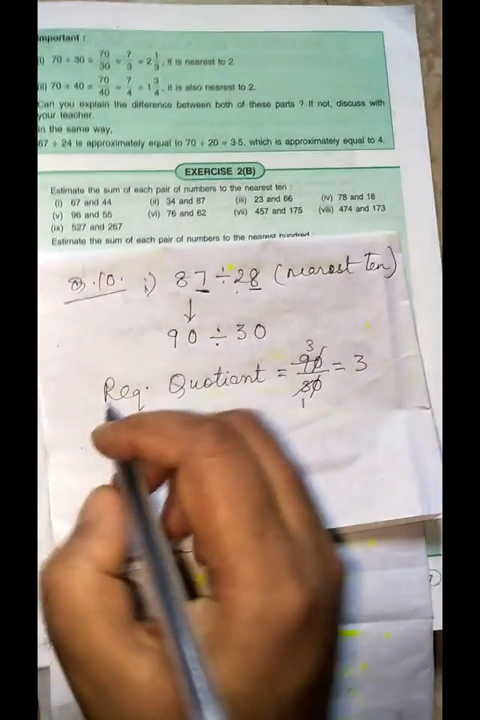 Important :
(i) 70 ÷ 30 = 70/30 = 7/3 = 2 1/3, it is nearest to 2
(ii) 70 ÷ 40 = 70/40 = 7/4 = 1 3/4, it is also nearest to 2.
Can you explain the difference between both of these parts ? If not, discuss with
your teacher.
In the same way,
67 ÷ 24 is approximately equal to 70 ÷ 20 = 3·5, which is approximately equal to 4.
EXERCISE 2(B)
Estimate the sum of each pair of numbers to the nearest ten :
(i) 67 and 44 (ii) 34 and 87 (iii) 23 and 66 (iv) 78 and 18
(v) 96 and 55 (vi) 76 and 62 (vii) 457 and 175 (viii) 474 and 173
(ix) 527 and 267
Estimate the sum of each pair of numbers to the nearest hundred :
Q.10. i) 87 ÷ 28 (nearest Ten)
↓
90 ÷ 30
Req. Quotiant = 90/30 = 3
3
1